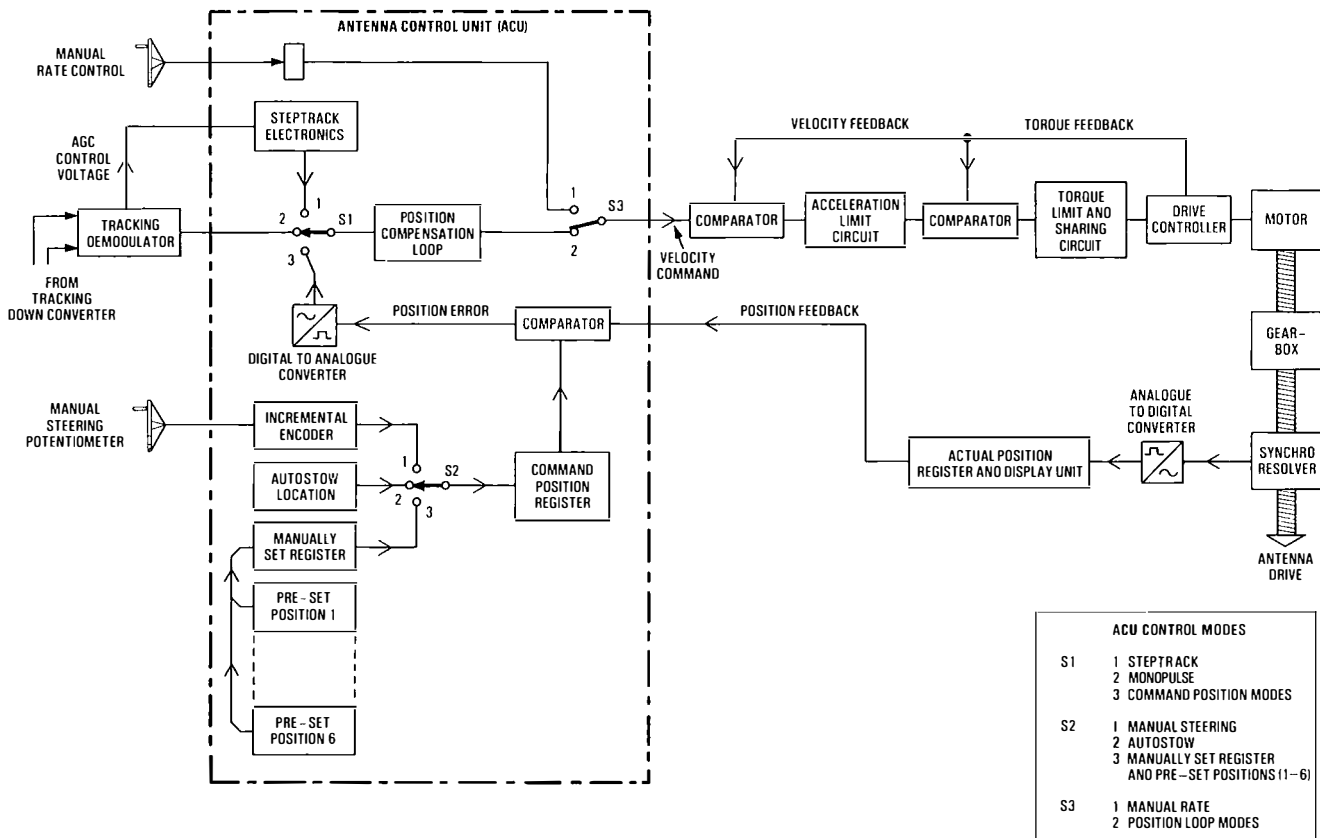 ANTENNA CONTROL UNIT (ACU)
MANUAL
RATE CONTROL
STEPTRACK
ELECTRONICS
AGC
CONTROL
VOLTAGE
VELOCITY FEEDBACK
TORQUE FEEDBACK
1
2
S1
3
TRACKING
DEMODULATOR
POSITION
COMPENSATION
LOOP
1
S3
2
VELOCITY
COMMAND
COMPARATOR
ACCELERATION
LIMIT
CIRCUIT
COMPARATOR
TORQUE
LIMIT AND
SHARING
CIRCUIT
DRIVE
CONTROLLER
MOTOR
FROM
TRACKING
DOWN CONVERTER
POSITION ERROR
COMPARATOR
POSITION FEEDBACK
GEAR-
BOX
DIGITAL TO ANALOGUE
CONVERTER
MANUAL
STEERING
POTENTIOMETER
INCREMENTAL
ENCODER
AUTOSTOW
LOCATION
1
S2
2
3
COMMAND
POSITION
REGISTER
ACTUAL POSITION
REGISTER AND DISPLAY UNIT
ANALOGUE
TO DIGITAL
CONVERTER
SYNCHRO
RESOLVER
MANUALLY
SET REGISTER
PRE-SET
POSITION 1
PRE-SET
POSITION 6
ANTENNA
DRIVE
ACU CONTROL MODES
S1 1 STEPTRACK
2 MONOPULSE
3 COMMAND POSITION MODES
S2 1 MANUAL STEERING
2 AUTOSTOW
3 MANUALLY SET REGISTER
AND PRE-SET POSITIONS (1-6)
S3 1 MANUAL RATE
2 POSITION LOOP MODES